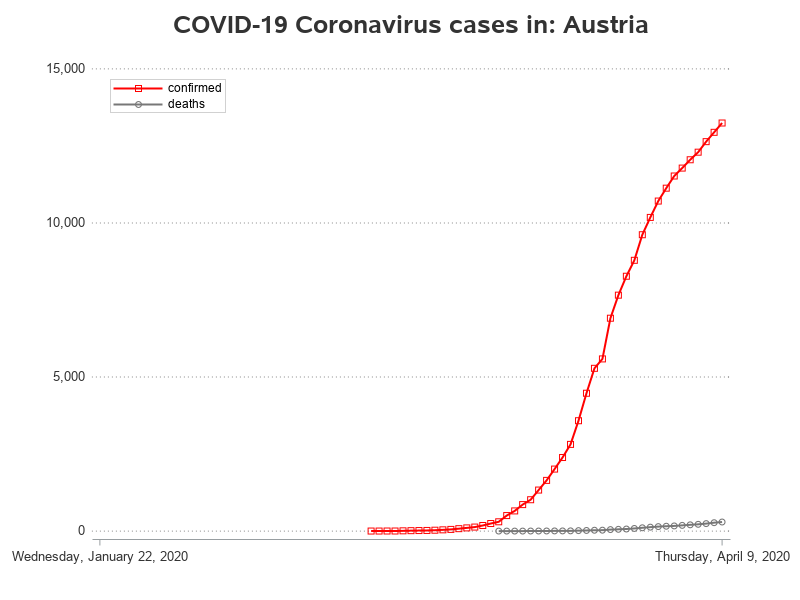 COVID-19 Coronavirus cases in: Austria
15,000
confirmed
deaths
10,000
5,000
0
Wednesday, January 22, 2020
Thursday, April 9, 2020